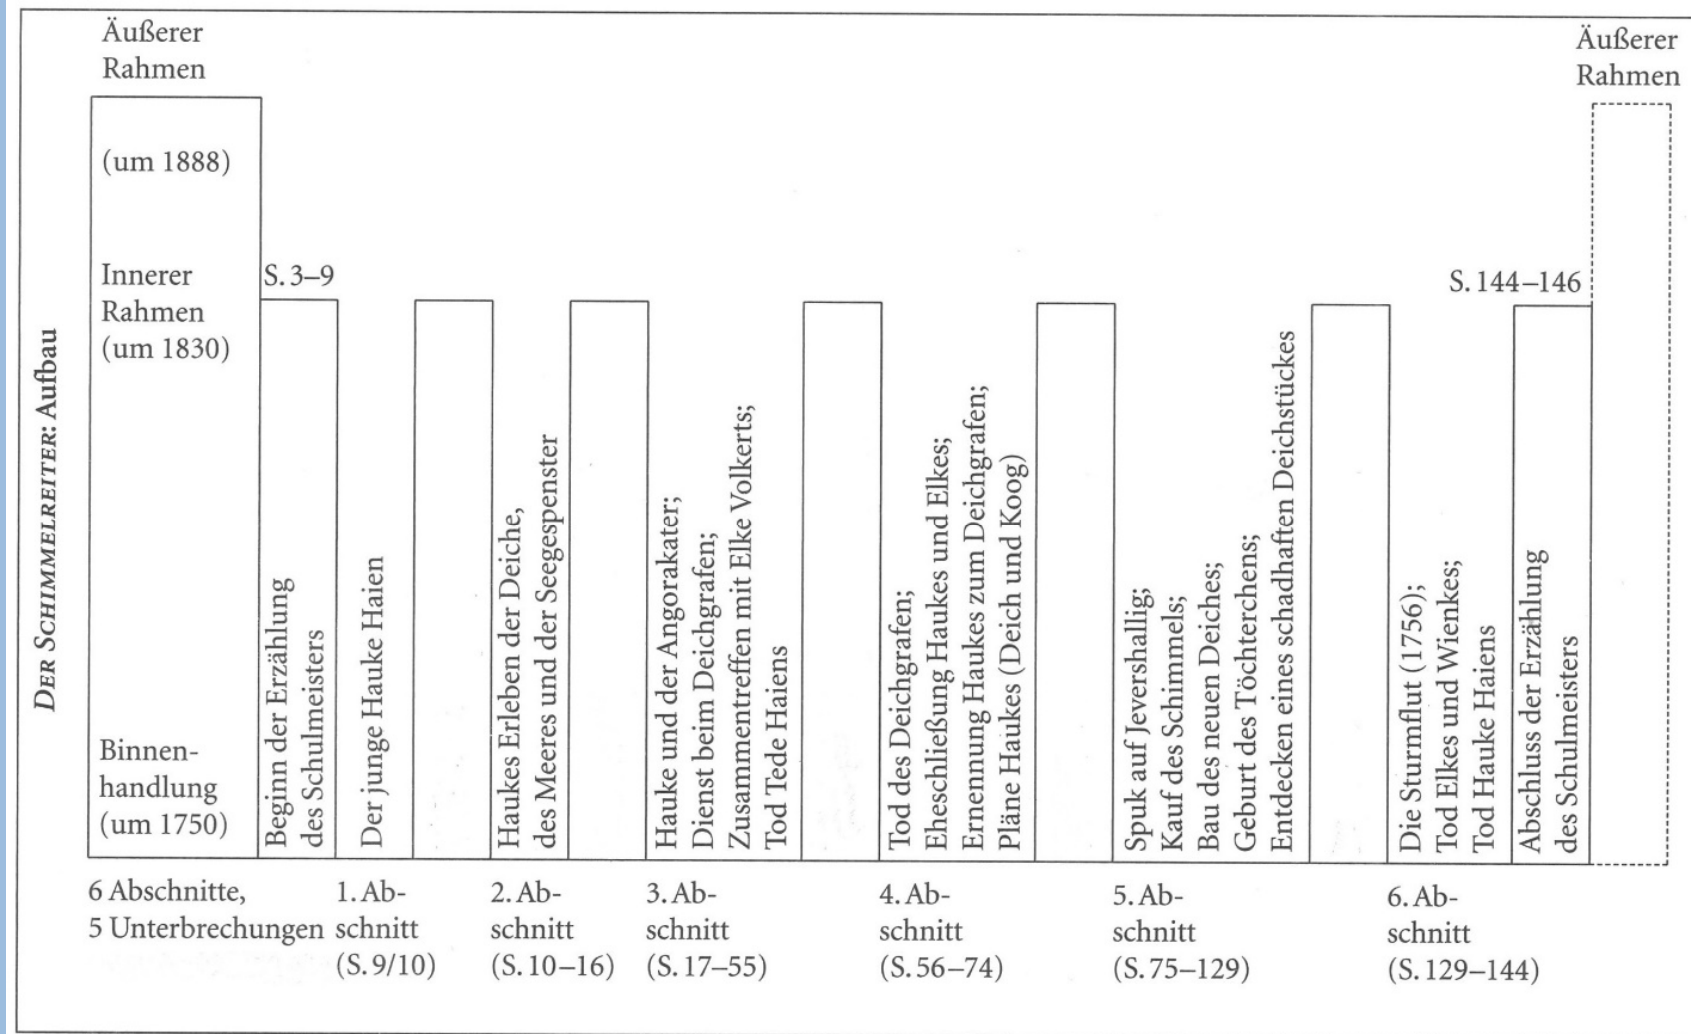 DER SCHIMMELREITER: Aufbau
Äußerer
Rahmen
(um 1888)
Innerer
Rahmen
(um 1830)
Binnen-
handlung
(um 1750)
6 Abschnitte,
5 Unterbrechungen
S. 3–9
Beginn der Erzählung
des Schulmeisters
Der junge Hauke Haien
1. Ab-
schnitt
(S. 9/10)
Haukes Erleben der Deiche,
des Meeres und der Seegespenster
2. Ab-
schnitt
(S. 10–16)
Hauke und der Angorakater;
Dienst beim Deichgrafen;
Zusammentreffen mit Elke Volkerts;
Tod Tede Haiens
3. Ab-
schnitt
(S. 17–55)
Tod des Deichgrafen;
Eheschließung Haukes und Elkes;
Ernennung Haukes zum Deichgrafen;
Pläne Haukes (Deich und Koog)
4. Ab-
schnitt
(S. 56–74)
Spuk auf Jevershallig;
Kauf des Schimmels;
Bau des neuen Deiches;
Geburt des Töchterchens;
Entdecken eines schadhaften Deichstückes
5. Ab-
schnitt
(S. 75–129)
Die Sturmflut (1756);
Tod Elkes und Wienkes;
Tod Hauke Haiens
6. Ab-
schnitt
(S. 129–144)
S. 144–146
Abschluss der Erzählung
des Schulmeisters
Äußerer
Rahmen